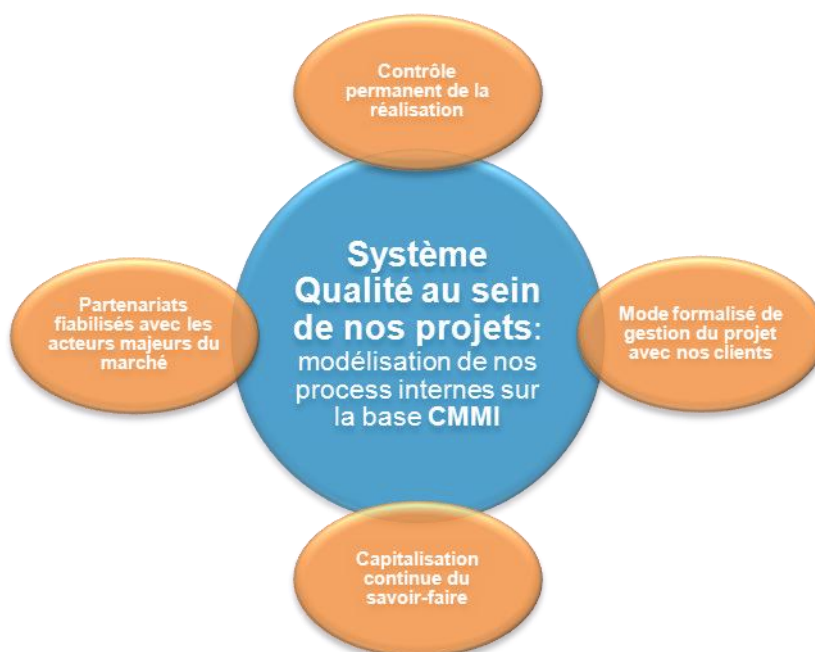 Contrôle
permanent de la
réalisation
Système
Qualité au sein
de nos projets:
modélisation de nos
process internes sur
la base CMMI
Partenariats
fiabilisés avec les
acteurs majeurs du
marché
Mode formalisé de
gestion du projet
avec nos clients
Capitalisation
continue du
savoir-faire